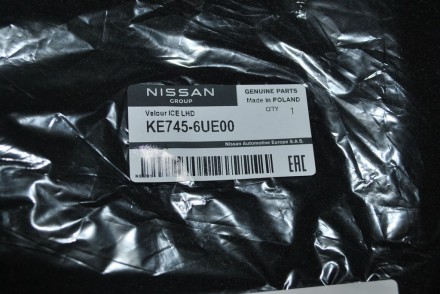 NISSAN
GROUP
GENUINE PARTS
Made in POLAND
QTY 1
Velour ICE LHD
KE745-6UE00
Nissan Automotive Europe S.A.S.
EAC